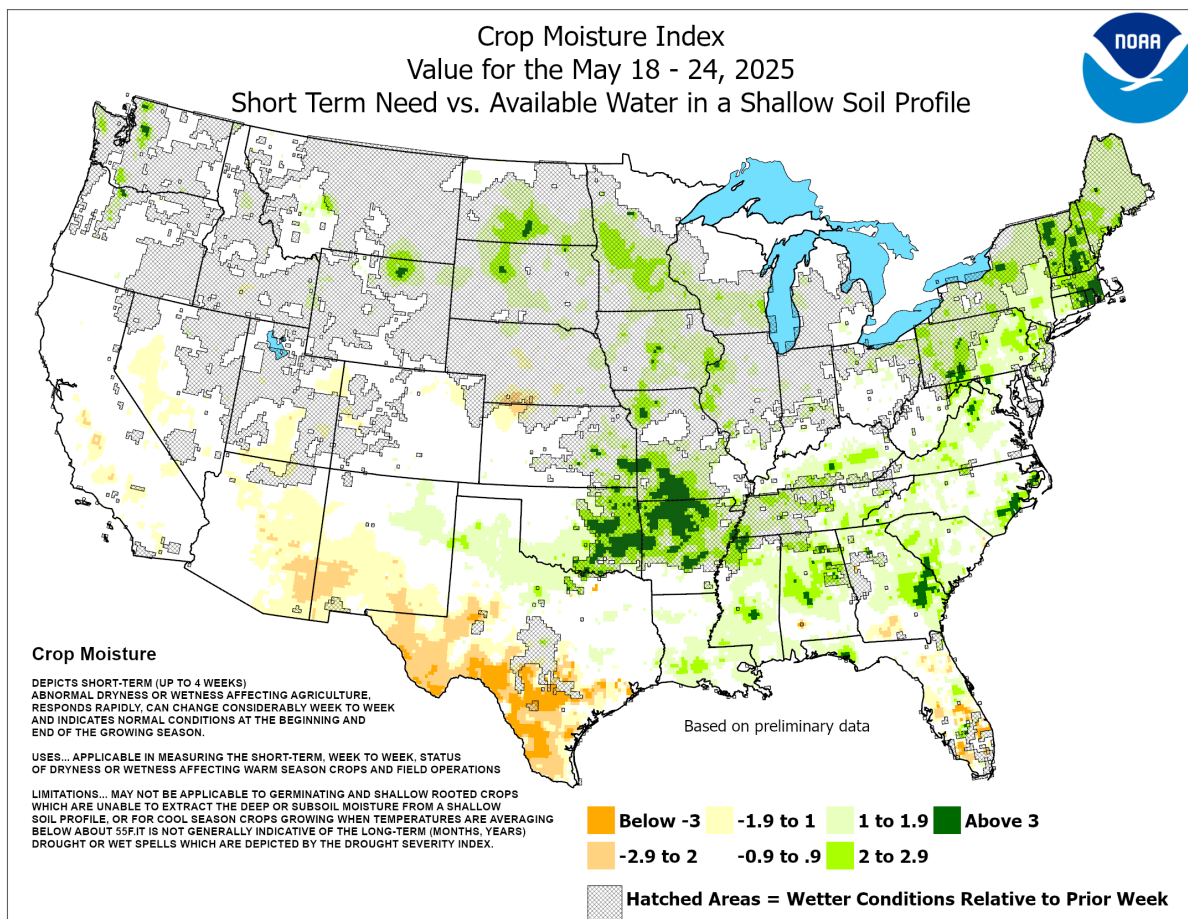 Crop Moisture Index
Value for the May 18 - 24, 2025
Short Term Need vs. Available Water in a Shallow Soil Profile
NOAA
Crop Moisture
DEPICTS SHORT-TERM (UP TO 4 WEEKS)
ABNORMAL DRYNESS OR WETNESS AFFECTING AGRICULTURE,
RESPONDS RAPIDLY, CAN CHANGE CONSIDERABLY WEEK TO WEEK
AND INDICATES NORMAL CONDITIONS AT THE BEGINNING AND
END OF THE GROWING SEASON.
USES... APPLICABLE IN MEASURING THE SHORT-TERM, WEEK TO WEEK, STATUS
OF DRYNESS OR WETNESS AFFECTING WARM SEASON CROPS AND FIELD OPERATIONS
LIMITATIONS... MAY NOT BE APPLICABLE TO GERMINATING AND SHALLOW ROOTED CROPS
WHICH ARE UNABLE TO EXTRACT THE DEEP OR SUBSOIL MOISTURE FROM A SHALLOW
SOIL PROFILE, OR FOR COOL SEASON CROPS GROWING WHEN TEMPERATURES ARE AVERAGING
BELOW ABOUT 55F.IT IS NOT GENERALLY INDICATIVE OF THE LONG-TERM (MONTHS, YEARS)
DROUGHT OR WET SPELLS WHICH ARE DEPICTED BY THE DROUGHT SEVERITY INDEX.
Based on preliminary data
Below -3 -1.9 to 1 1 to 1.9 Above 3
-2.9 to 2 -0.9 to .9 2 to 2.9
Hatched Areas = Wetter Conditions Relative to Prior Week